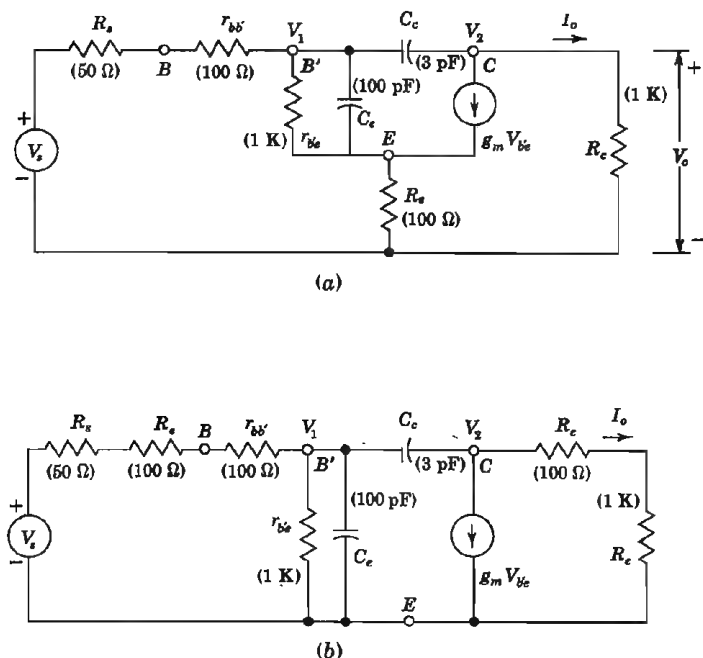 R_s
(50 Ω)
B
r_bb'
(100 Ω)
V_1
B'
C_c
(3 pF)
V_2
C
I_o
+
V_s
−
(1 K)
r_b'e
(100 pF)
C_e
E
g_m V_b'e
R_e
(100 Ω)
(1 K)
R_c
+
V_o
−
(a)
R_s
(50 Ω)
R_e
(100 Ω)
B
r_bb'
(100 Ω)
V_1
B'
C_c
(3 pF)
V_2
C
R_e
(100 Ω)
I_o
+
V_s
−
r_b'e
(1 K)
(100 pF)
C_e
E
g_m V_b'e
(1 K)
R_c
(b)